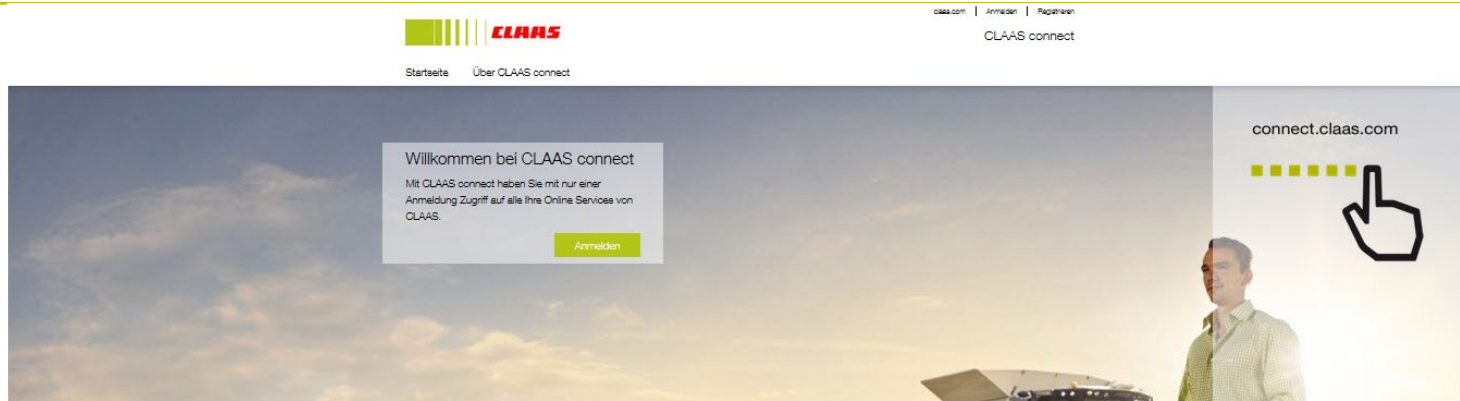 claas.com | Anmelden | Registrieren
CLAAS
CLAAS connect
Startseite Über CLAAS connect
connect.claas.com
Willkommen bei CLAAS connect
Mit CLAAS connect haben Sie mit nur einer
Anmeldung Zugriff auf alle Ihre Online Services von
CLAAS.
Anmelden